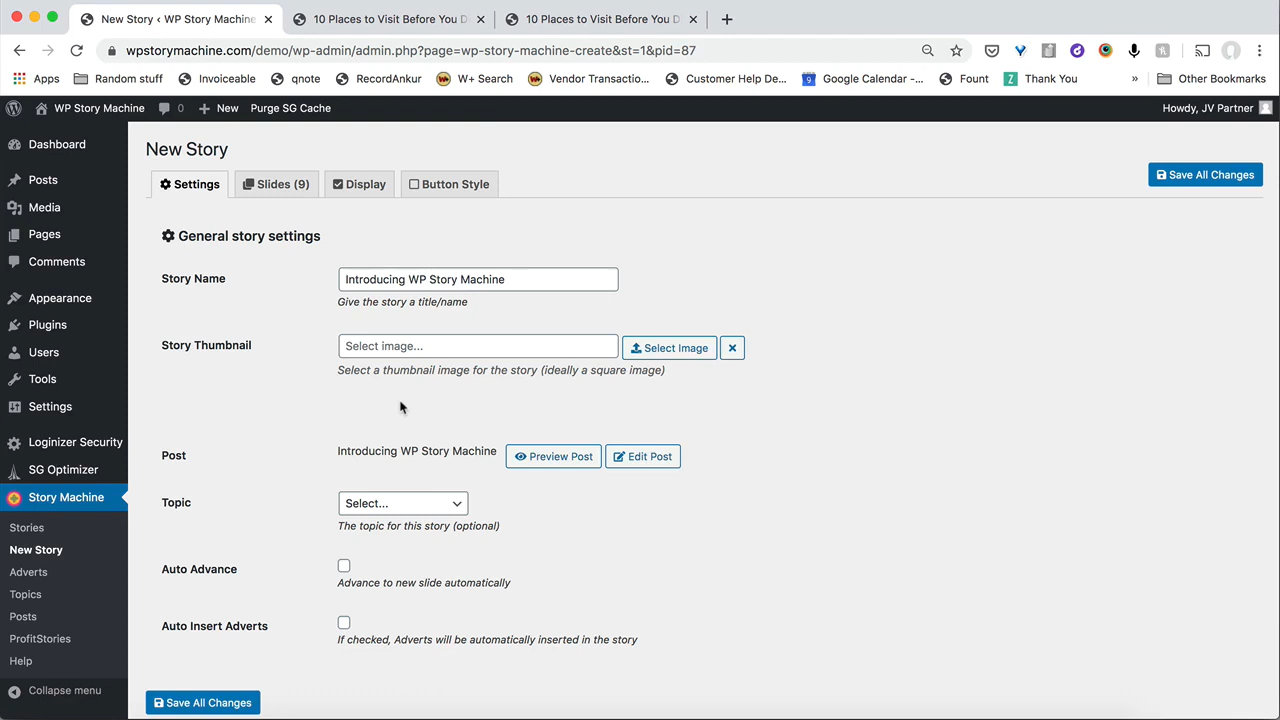 New Story < WP Story Machine
10 Places to Visit Before You D
10 Places to Visit Before You D
wpstorymachine.com/demo/wp-admin/admin.php?page=wp-story-machine-create&st=1&pid=87
Apps
Random stuff
Invoiceable
qnote
RecordAnkur
W+ Search
Vendor Transactio...
Customer Help De...
Google Calendar -...
Fount
Thank You
»
Other Bookmarks
WP Story Machine
0
New
Purge SG Cache
Howdy, JV Partner
Dashboard
Posts
Media
Pages
Comments
Appearance
Plugins
Users
Tools
Settings
Loginizer Security
SG Optimizer
Story Machine
Stories
New Story
Adverts
Topics
Posts
ProfitStories
Help
Collapse menu
New Story
Settings
Slides (9)
Display
Button Style
Save All Changes
General story settings
Story Name
Introducing WP Story Machine
Give the story a title/name
Story Thumbnail
Select image...
Select Image
Select a thumbnail image for the story (ideally a square image)
Post
Introducing WP Story Machine
Preview Post
Edit Post
Topic
Select...
The topic for this story (optional)
Auto Advance
Advance to new slide automatically
Auto Insert Adverts
If checked, Adverts will be automatically inserted in the story
Save All Changes